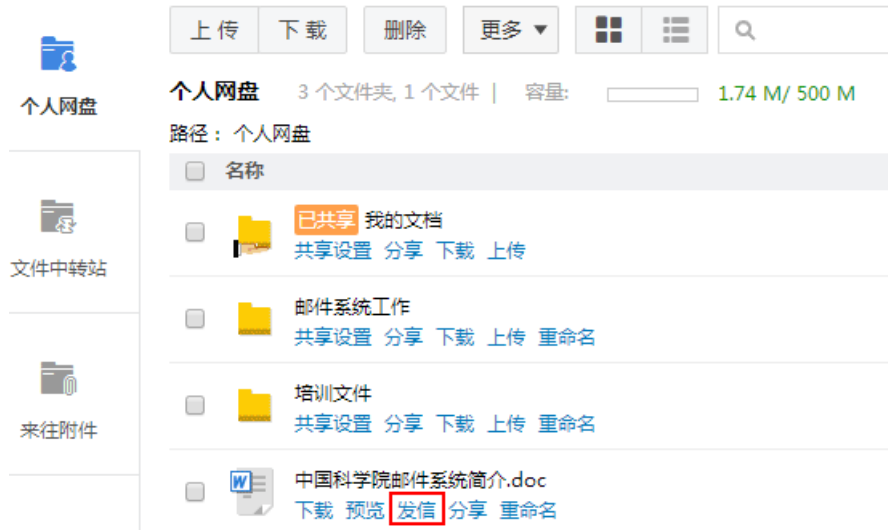 个人网盘
文件中转站
来往附件
上传 下载 删除 更多
个人网盘 3 个文件夹, 1 个文件 | 容量: 1.74 M/ 500 M
路径： 个人网盘
名称
已共享 我的文档
共享设置 分享 下载 上传
邮件系统工作
共享设置 分享 下载 上传 重命名
培训文件
共享设置 分享 下载 上传 重命名
中国科学院邮件系统简介.doc
下载 预览 发信 分享 重命名